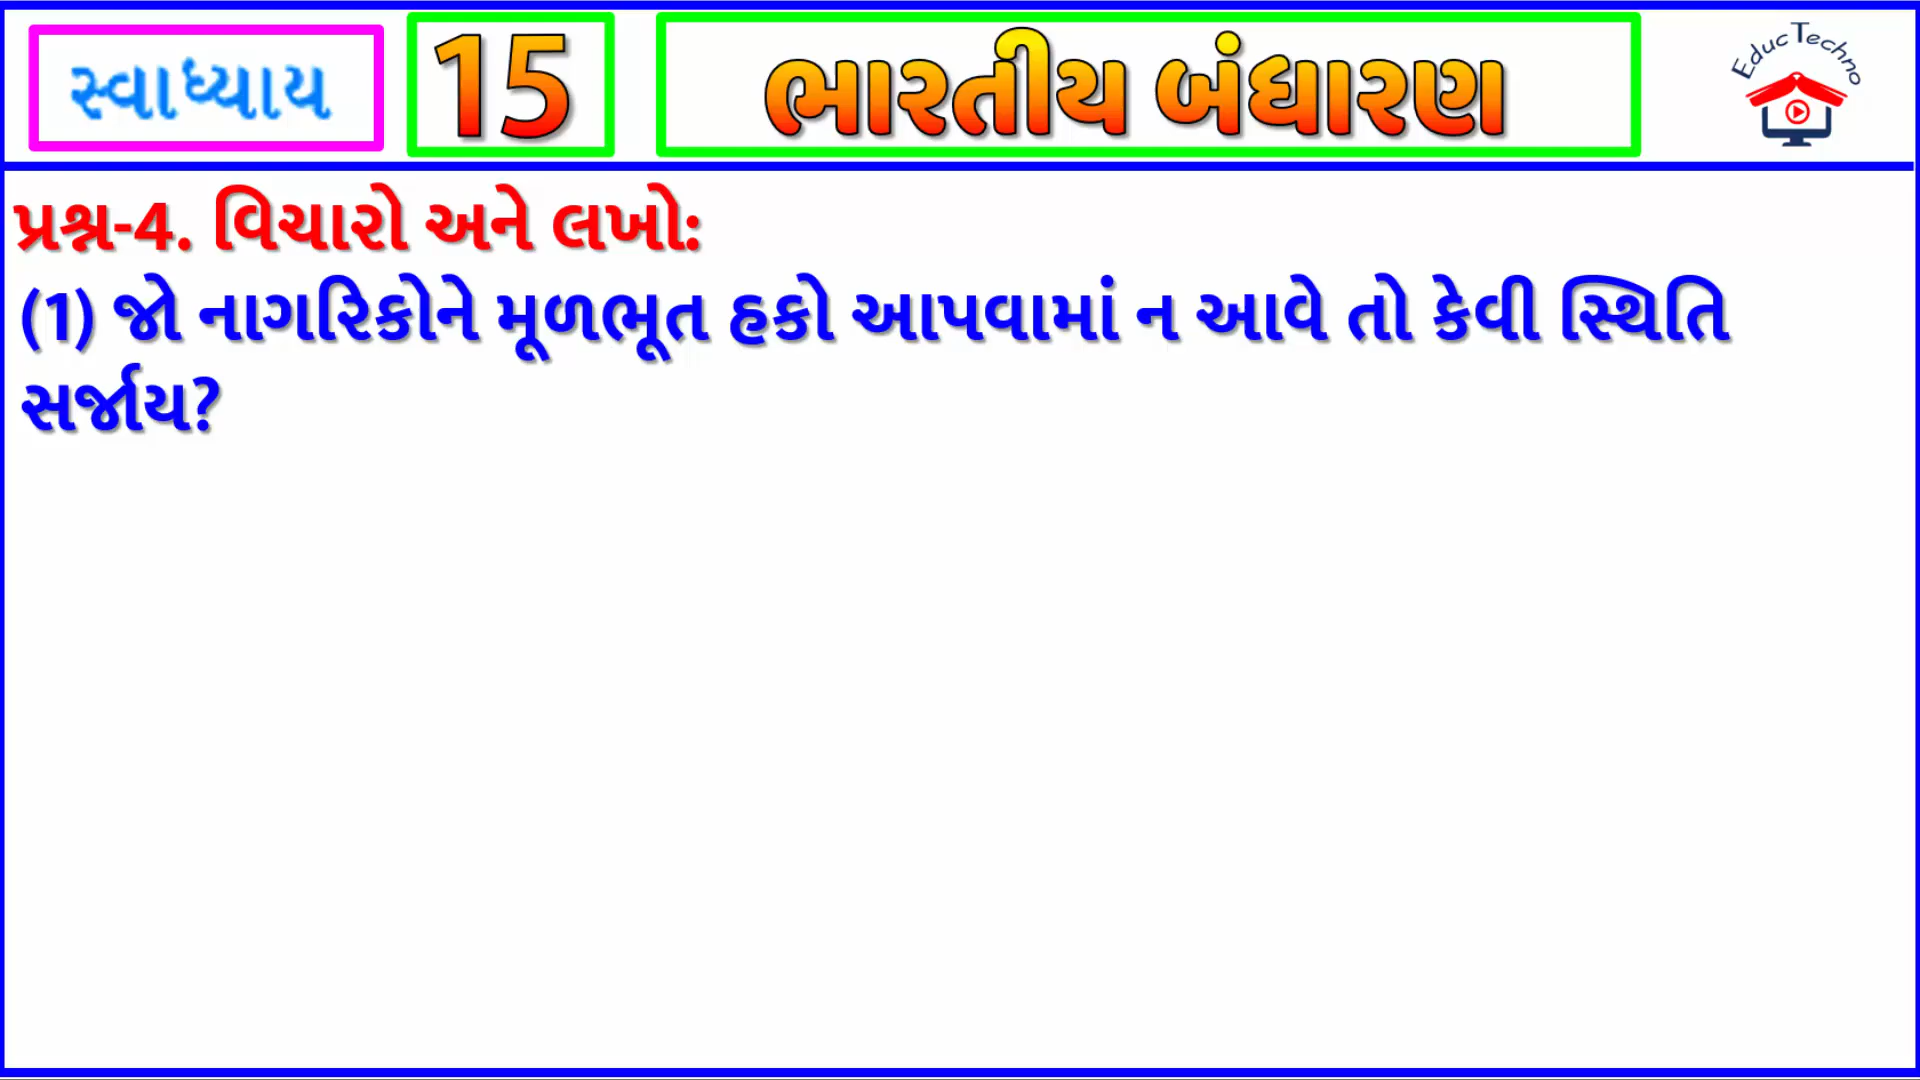 સ્વાધ્યાય
15
ભારતીય બંધારણ
EducTechno
પ્રશ્ન-4. વિચારો અને લખો:
(1) જો નાગરિકોને મૂળભૂત હકો આપવામાં ન આવે તો કેવી સ્થિતિ
સર્જાય?